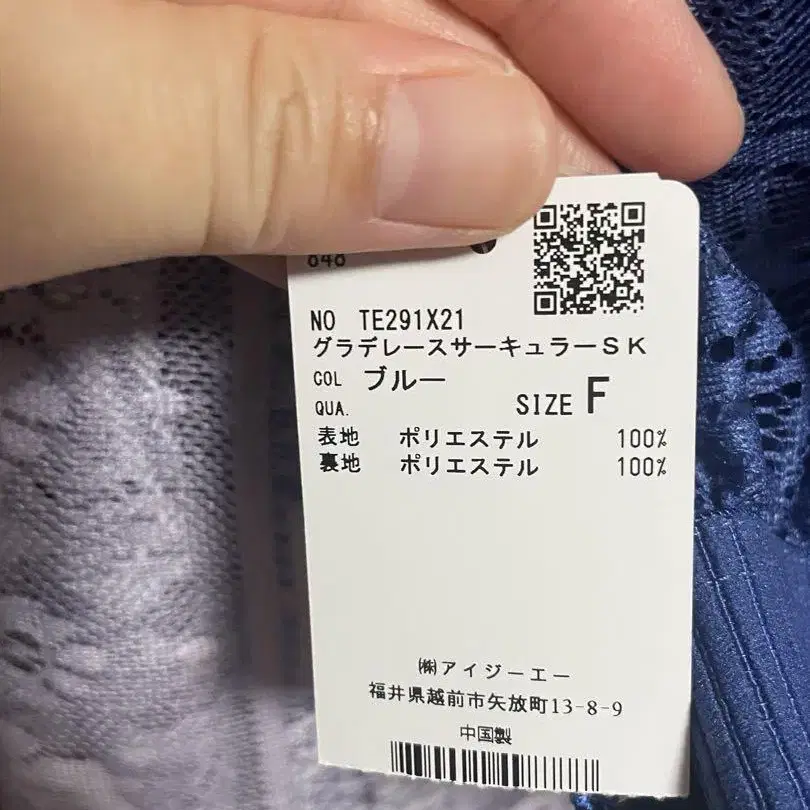 848
NO TE291X21
グラデレースサーキュラーＳＫ
COL ブルー
QUA.
SIZE F
表地 ポリエステル 100%
裏地 ポリエステル 100%
㈱アイジーエー
福井県越前市矢放町13-8-9
中国製